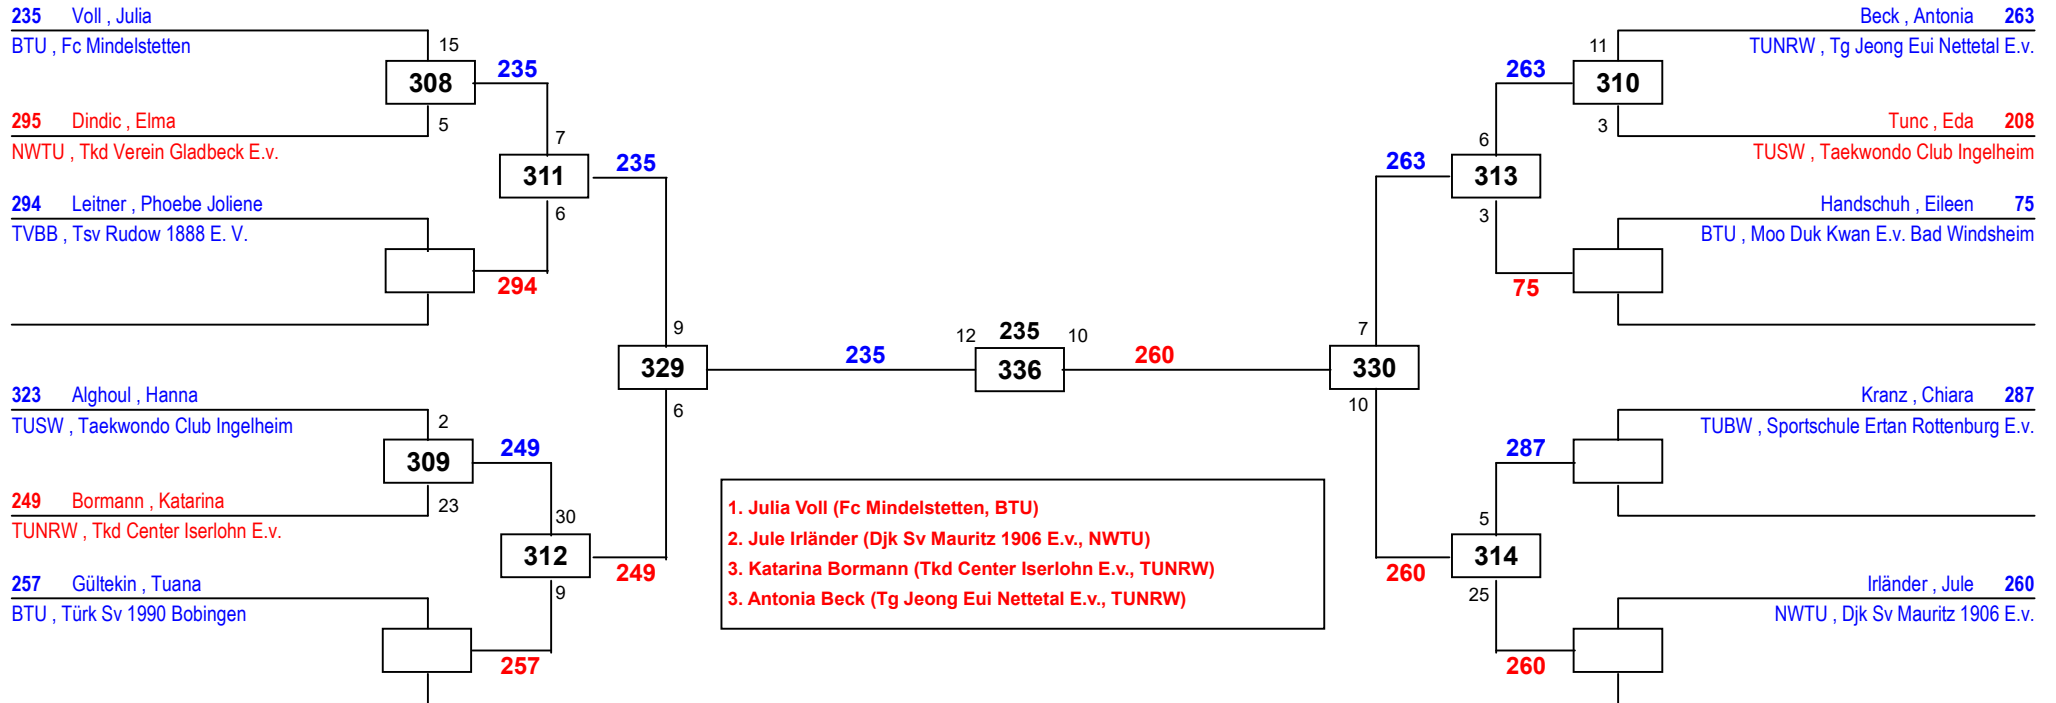 235 Voll , Julia
BTU , Fc Mindelstetten
15
308
235
5
295 Dindic , Elma
NWTU , Tkd Verein Gladbeck E.v.
7
311
235
6
294 Leitner , Phoebe Joliene
TVBB , Tsv Rudow 1888 E. V.
294
9
329
235
6
323 Alghoul , Hanna
TUSW , Taekwondo Club Ingelheim
2
309
249
23
249 Bormann , Katarina
TUNRW , Tkd Center Iserlohn E.v.
30
312
249
9
257 Gültekin , Tuana
BTU , Türk Sv 1990 Bobingen
257
12 235 10
336
260
1. Julia Voll (Fc Mindelstetten, BTU)
2. Jule Irländer (Djk Sv Mauritz 1906 E.v., NWTU)
3. Katarina Bormann (Tkd Center Iserlohn E.v., TUNRW)
3. Antonia Beck (Tg Jeong Eui Nettetal E.v., TUNRW)
Beck , Antonia 263
TUNRW , Tg Jeong Eui Nettetal E.v.
11
263
310
3
Tunc , Eda 208
TUSW , Taekwondo Club Ingelheim
6
263
313
3
Handschuh , Eileen 75
BTU , Moo Duk Kwan E.v. Bad Windsheim
75
7
330
10
Kranz , Chiara 287
TUBW , Sportschule Ertan Rottenburg E.v.
287
5
314
260
25
Irländer , Jule 260
NWTU , Djk Sv Mauritz 1906 E.v.
260